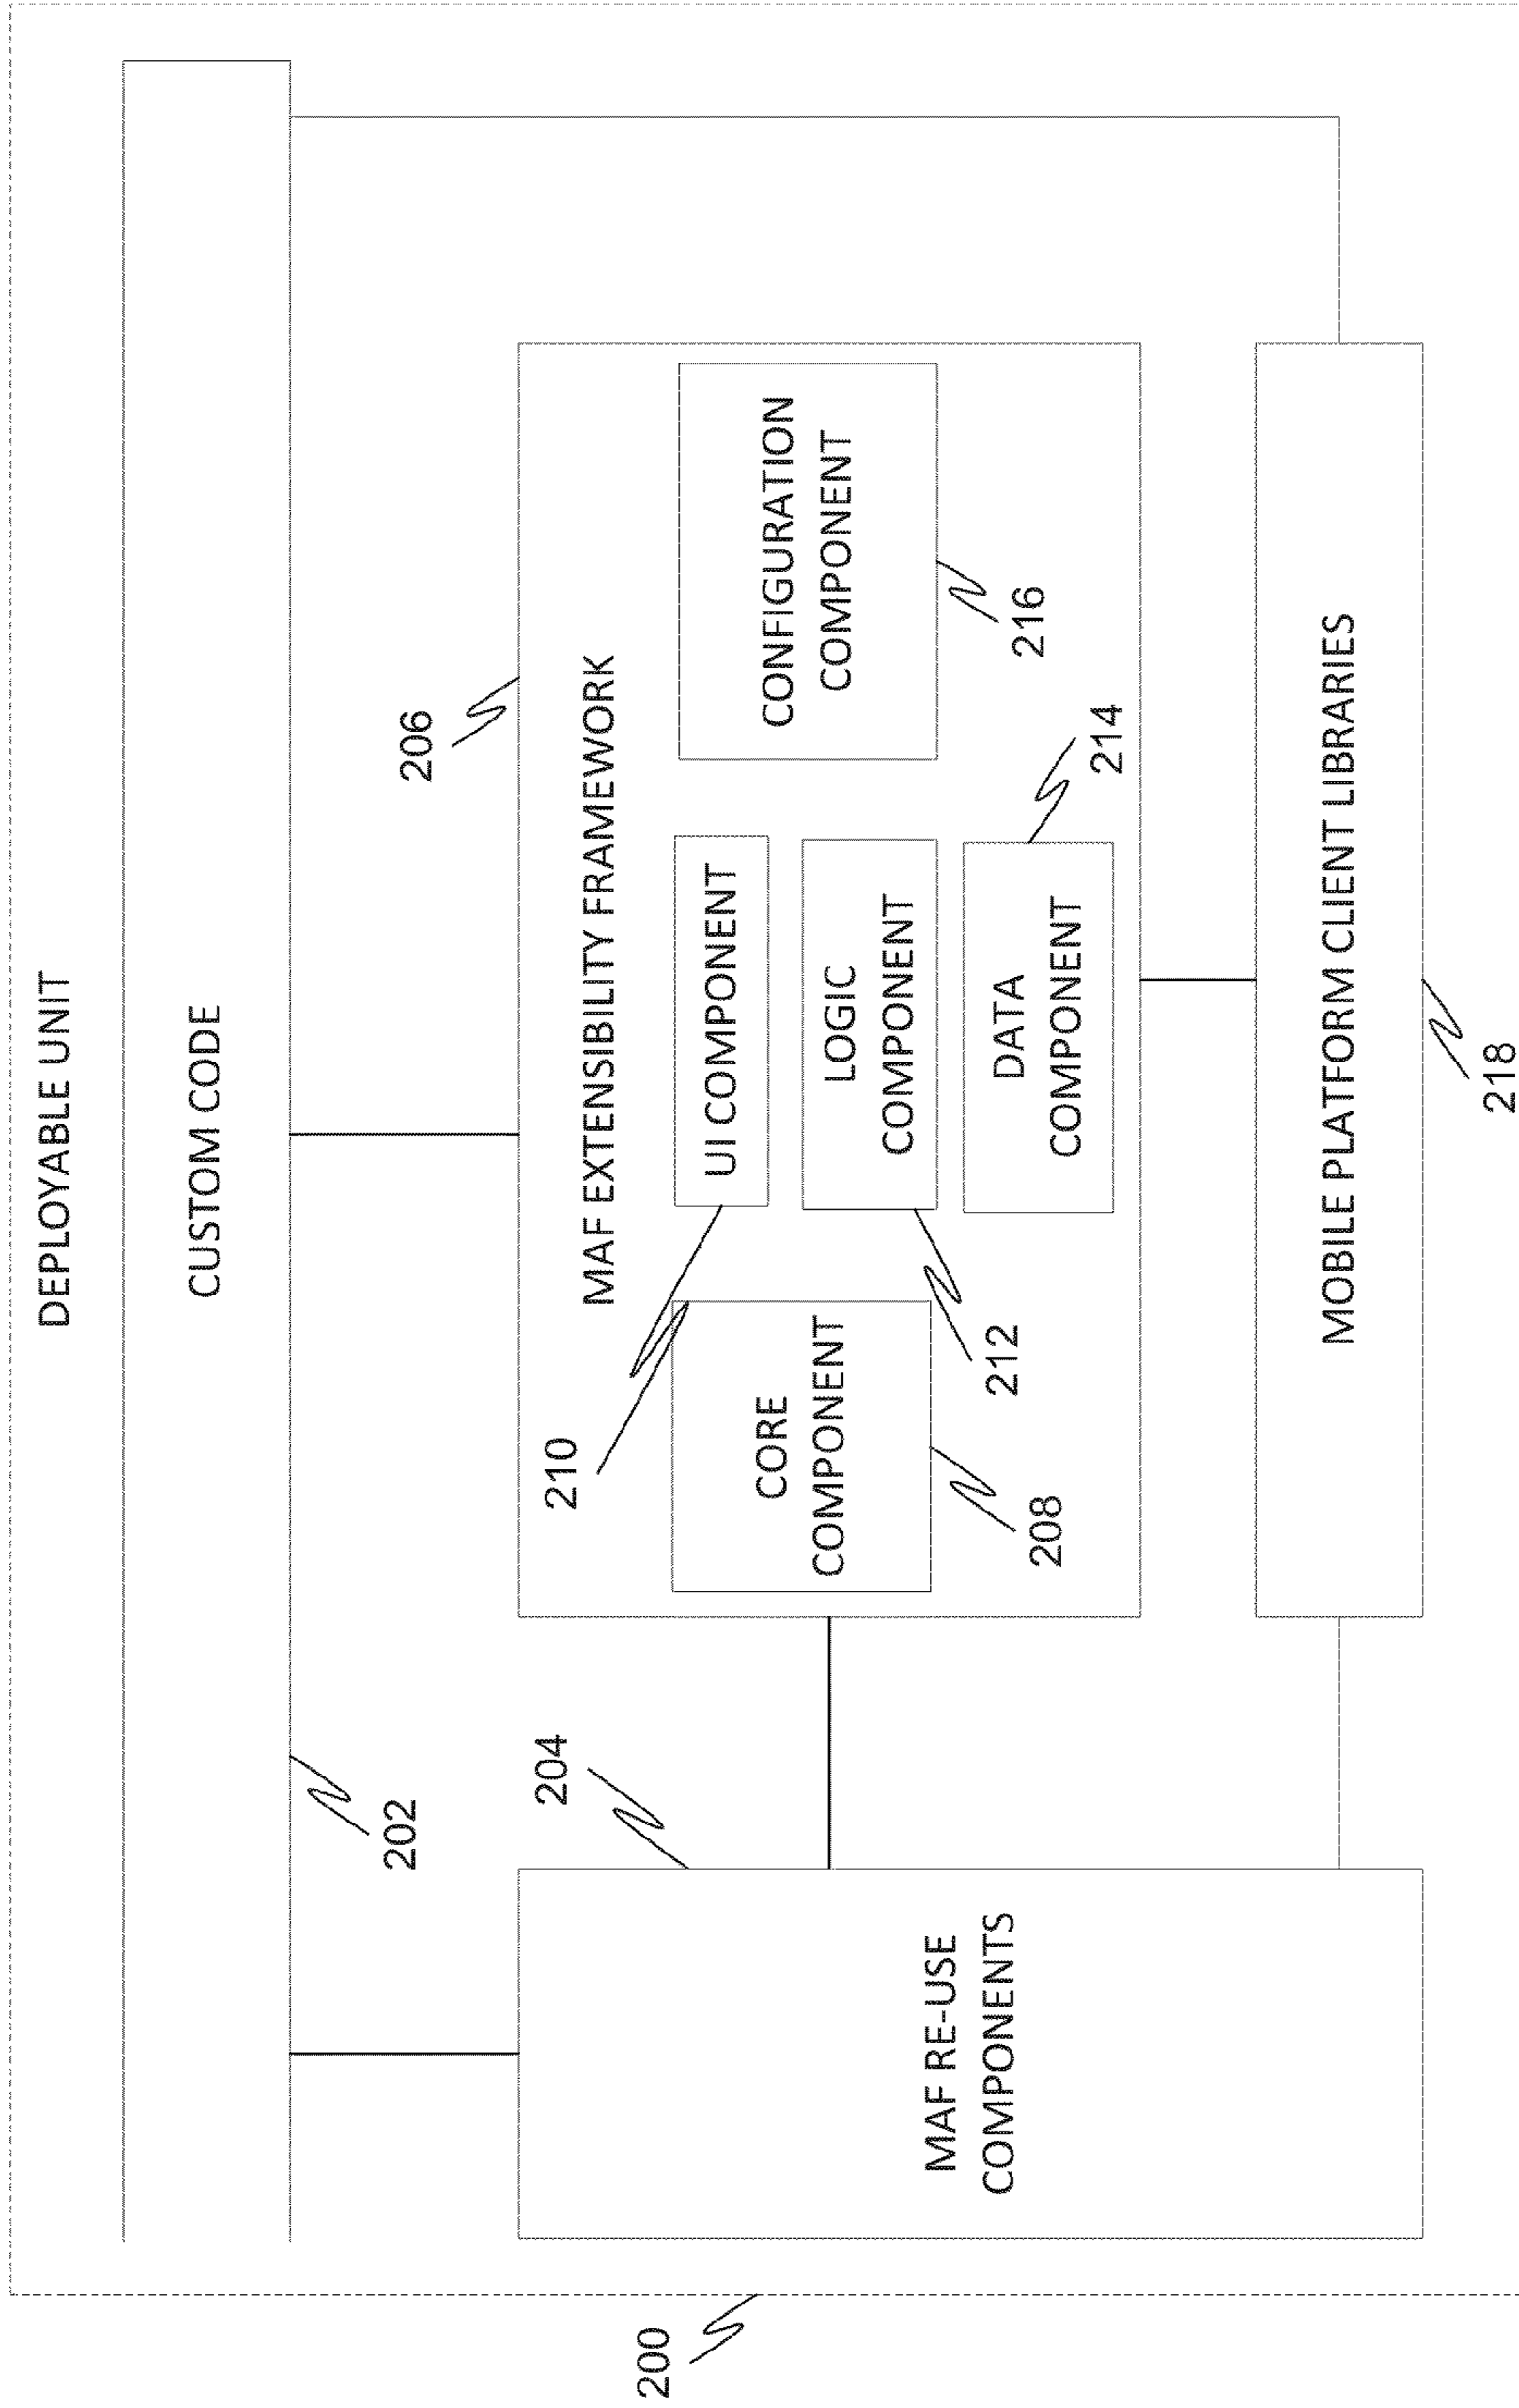 DEPLOYABLE UNIT
CUSTOM CODE
202
206
204
MAF EXTENSIBILITY FRAMEWORK
210
UI COMPONENT
CORE
COMPONENT
LOGIC
COMPONENT
CONFIGURATION
COMPONENT
MAF RE-USE
COMPONENTS
DATA
COMPONENT
208
212
214
216
MOBILE PLATFORM CLIENT LIBRARIES
218
200